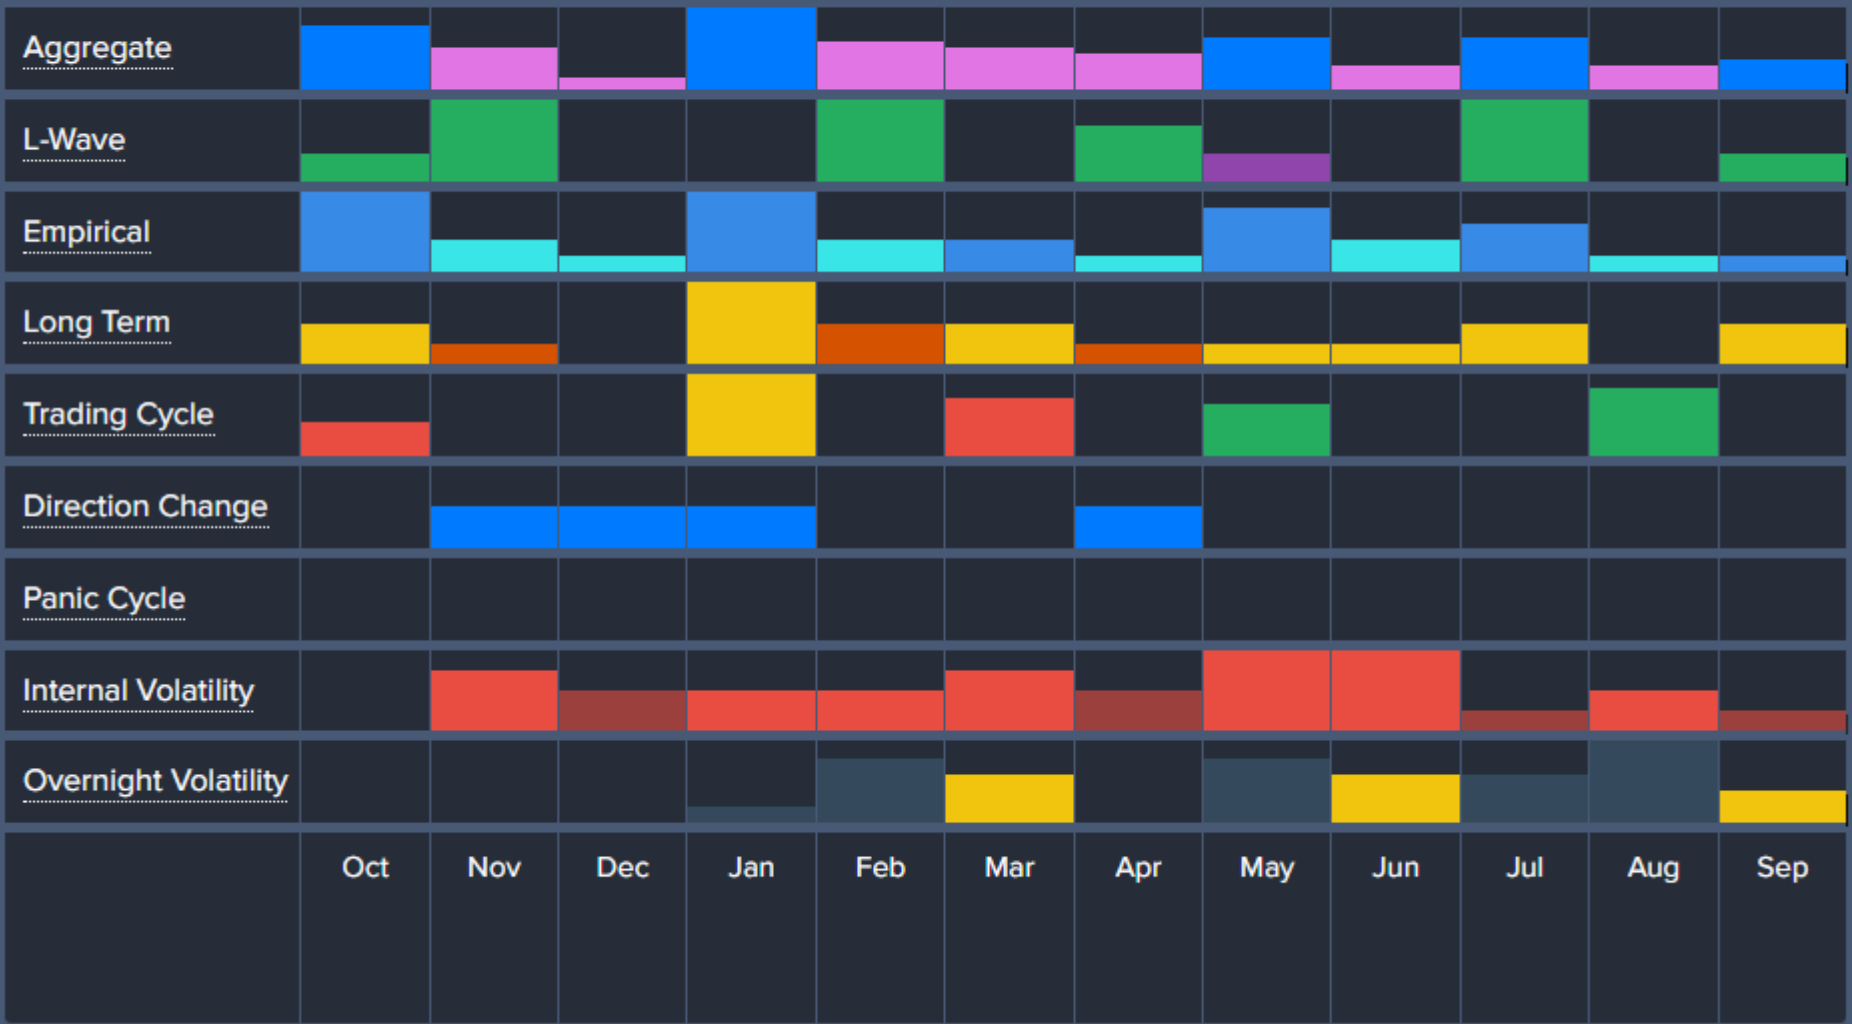 Aggregate
L-Wave
Empirical
Long Term
Trading Cycle
Direction Change
Panic Cycle
Internal Volatility
Overnight Volatility
Oct Nov Dec Jan Feb Mar Apr May Jun Jul Aug Sep